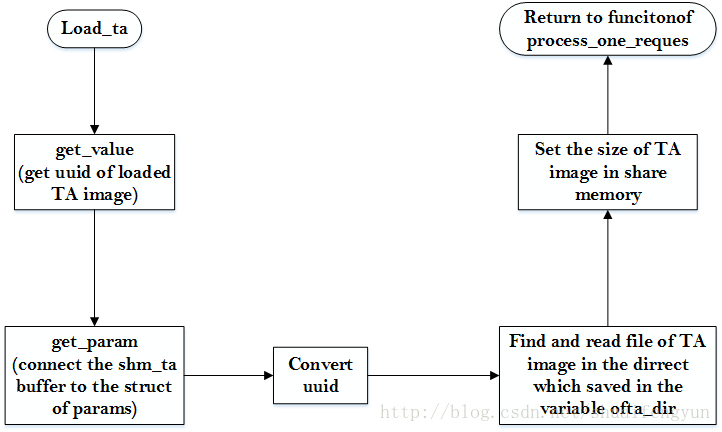 Load_ta
get_value
(get uuid of loaded
TA image)
get_param
(connect the shm_ta
buffer to the struct
of params)
Convert
uuid
Find and read file of TA
image in the dirrect
which saved in the
variable ofta_dir
Set the size of TA
image in share
memory
Return to funcitonof
process_one_reques
http://blog.csdn.net/shuaifengyun